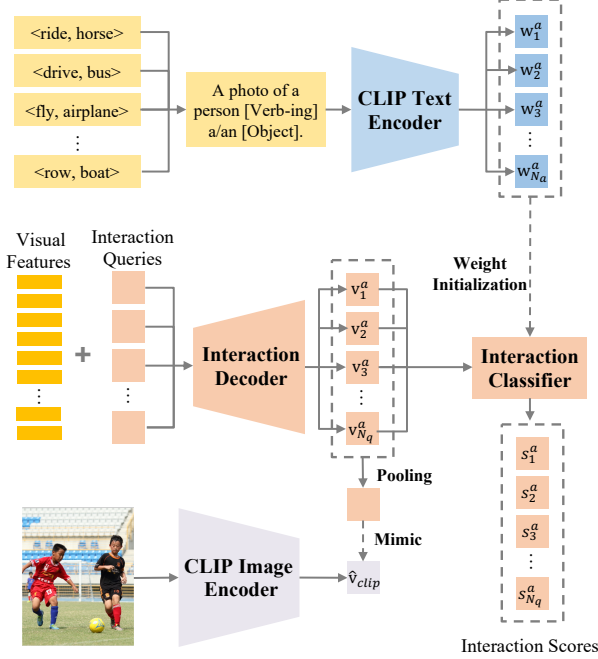 <ride, horse>
<drive, bus>
<fly, airplane>
⋮
<row, boat>
A photo of a
person [Verb-ing]
a/an [Object].
CLIP Text
Encoder
w₁ᵃ
w₂ᵃ
w₃ᵃ
⋮
w_{Nₐ}ᵃ
Weight
Initialization
Visual
Features
Interaction
Queries
⋮
⋮
+
Interaction
Decoder
v₁ᵃ
v₂ᵃ
v₃ᵃ
⋮
v_{N_q}ᵃ
Interaction
Classifier
Pooling
Mimic
CLIP Image
Encoder
v̂_{clip}
s₁ᵃ
s₂ᵃ
s₃ᵃ
⋮
s_{N_q}ᵃ
Interaction Scores